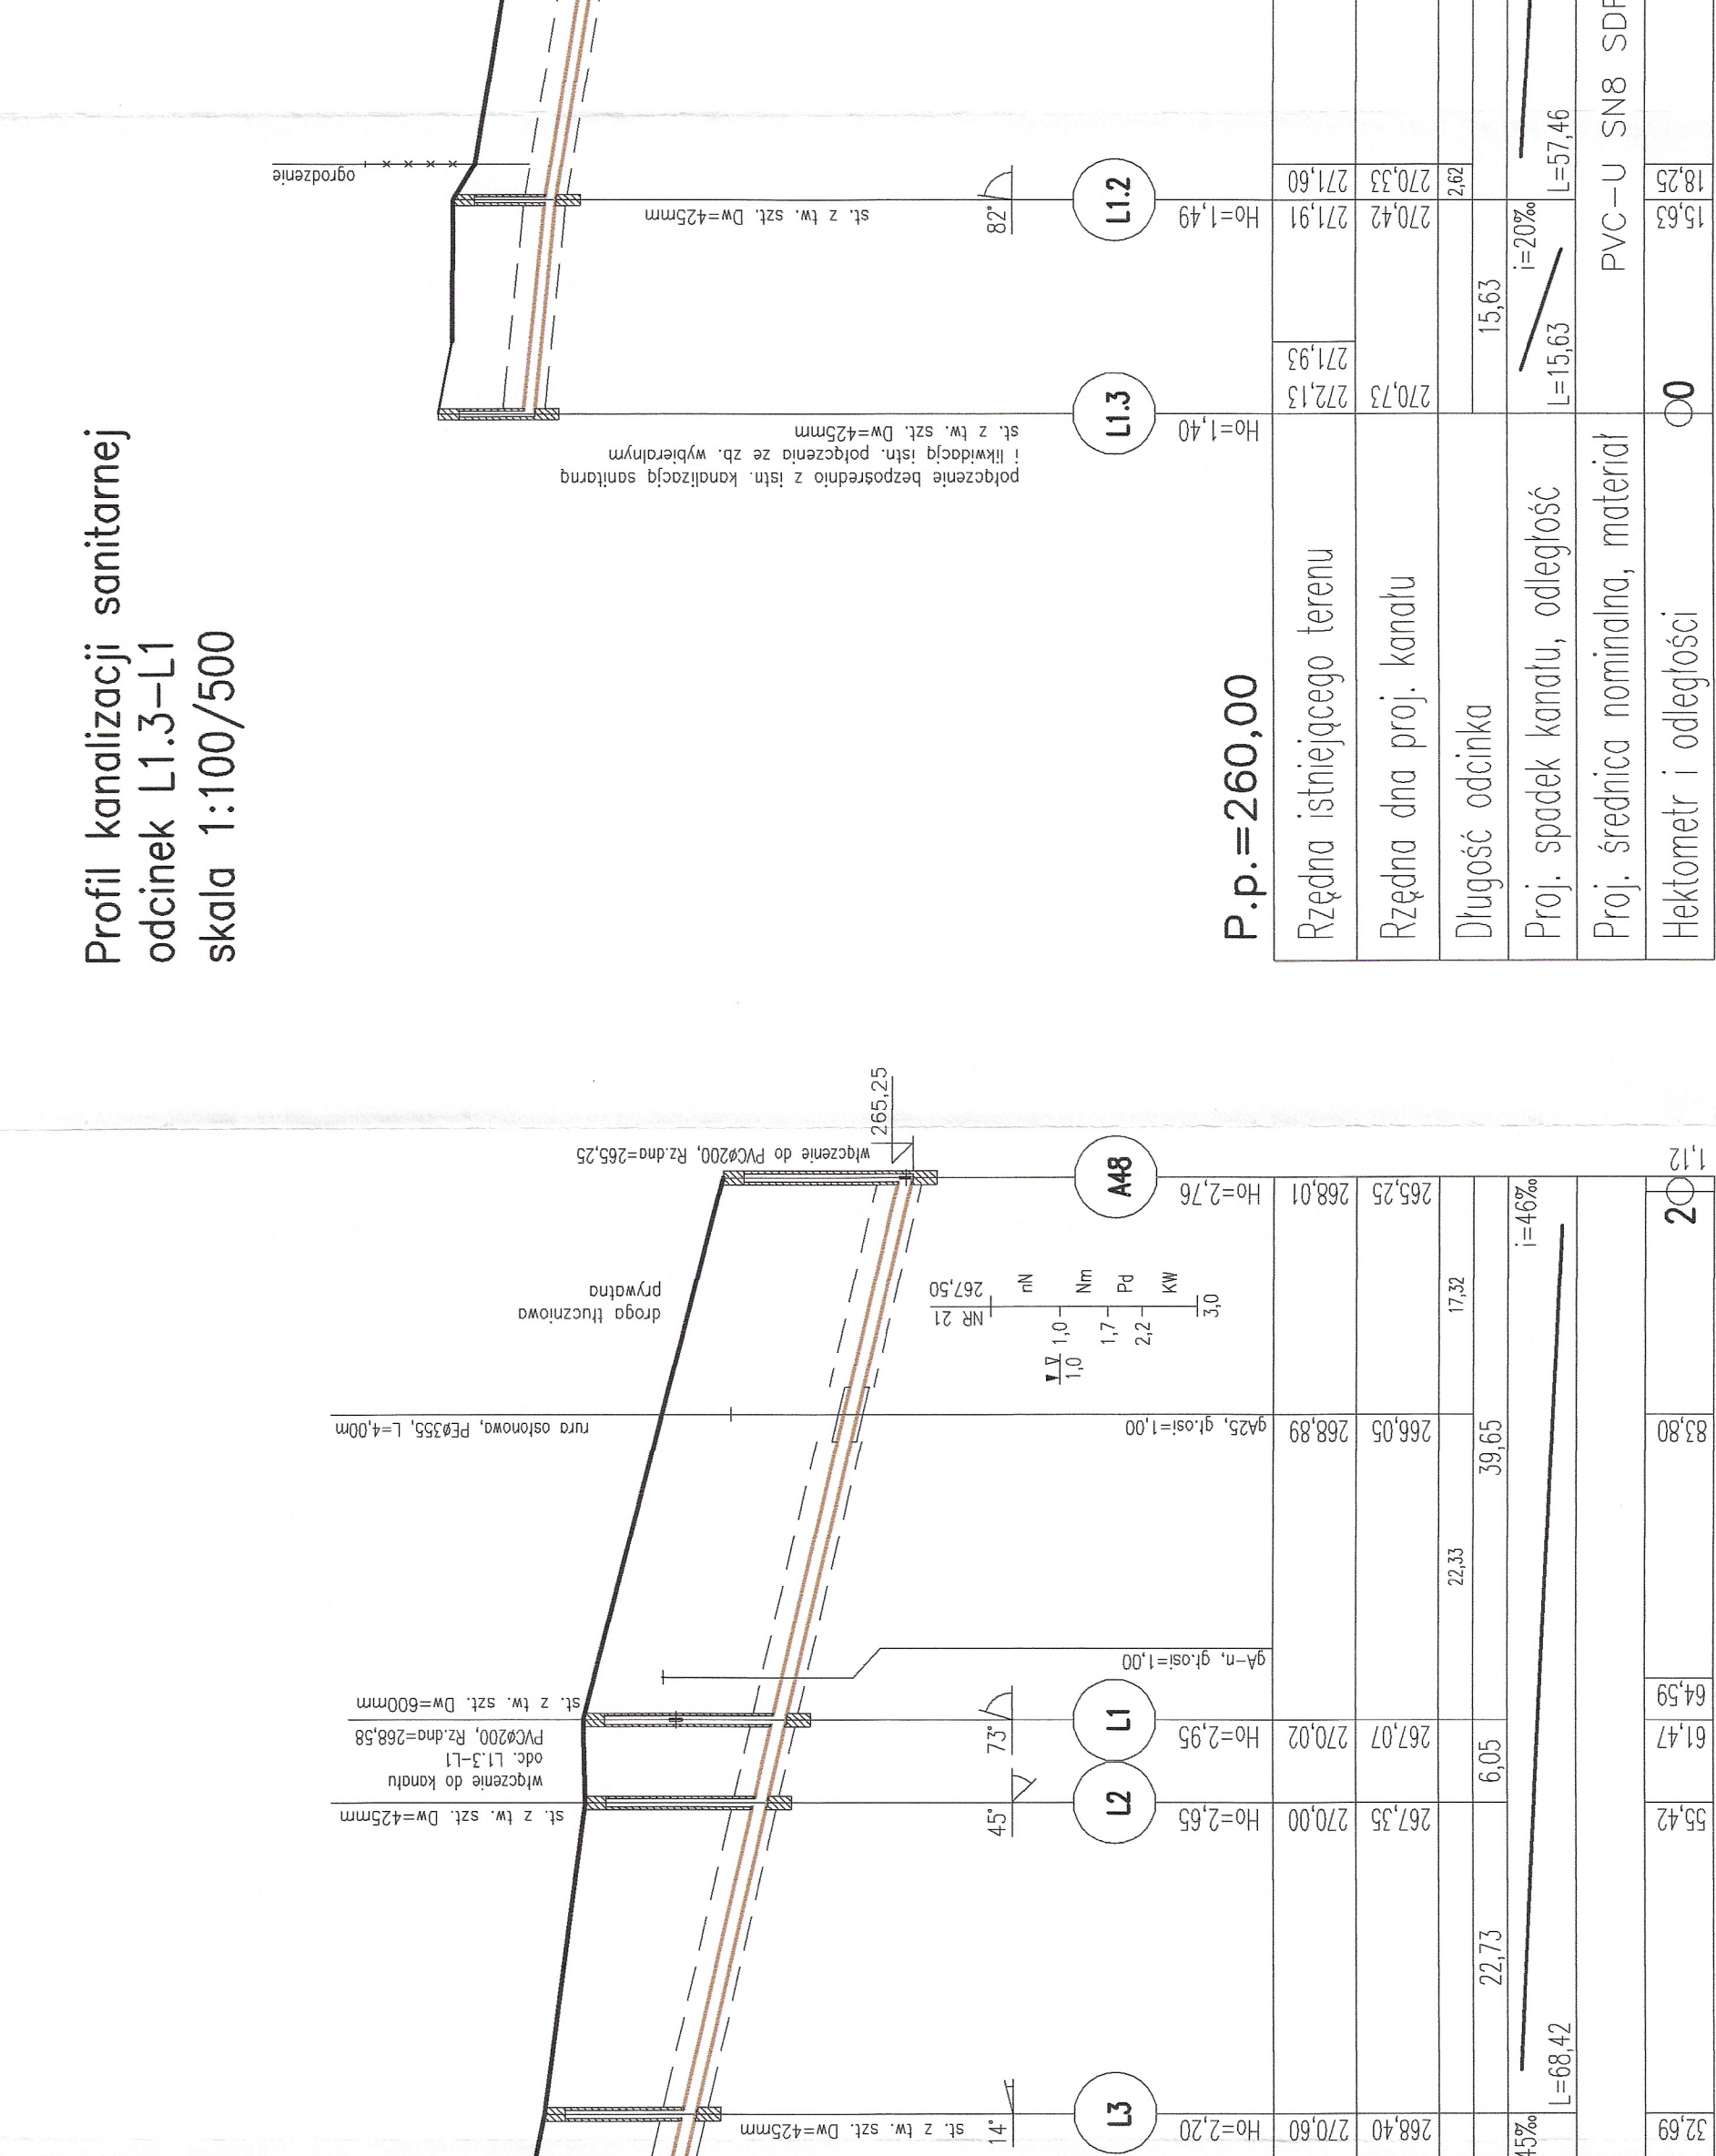 Profil kanalizacji sanitarnej
odcinek L1.3-L1
skala 1:100/500
ogrodzenie
st. z tw. szt. Dw=425mm
82°
L1.2
Ho=1,49
połączenie bezpośrednio z istn. kanalizacją sanitarną
i likwidacją istn. połączenia ze zb. wybieralnym
st. z tw. szt. Dw=425mm
L1.3
Ho=1,40
P.p.=260,00
Rzędna istniejącego terenu
272,13
271,93
271,91
271,60
Rzędna dna proj. kanału
270,73
270,42
270,33
Długość odcinka
15,63
2,62
Proj. spadek kanału, odległość
L=15,63
i=20‰
L=57,46
Proj. średnica nominalna, materiał
PVC-U SN8
Hektometr i odległości
0
15,63
18,25
265,25
włączenie do PVCø200, Rz.dna=265,25
A48
Ho=2,76
droga tłuczniowa
prywatna
NR 21
267,50
nN
Nm
Pd
KW
1,0
1,7
2,2
3,0
1,0
rura osłonowa, PEø355, L=4,00m
gA25, gł.osi=1,00
gA-n, gł.osi=1,00
st. z tw. szt. Dw=600mm
włączenie do kanału
odc. L1.3-L1
PVCø200, Rz.dna=268,58
73°
L1
Ho=2,95
st. z tw. szt. Dw=425mm
45°
L2
Ho=2,65
st. z tw. szt. Dw=425mm
14°
L3
Ho=2,20
270,60
270,00
270,02
268,89
268,01
268,40
267,35
267,07
266,05
265,25
22,33
17,32
22,73
6,05
39,65
45‰
L=68,42
i=46‰
32,69
55,42
61,47
64,59
83,80
2
1,12